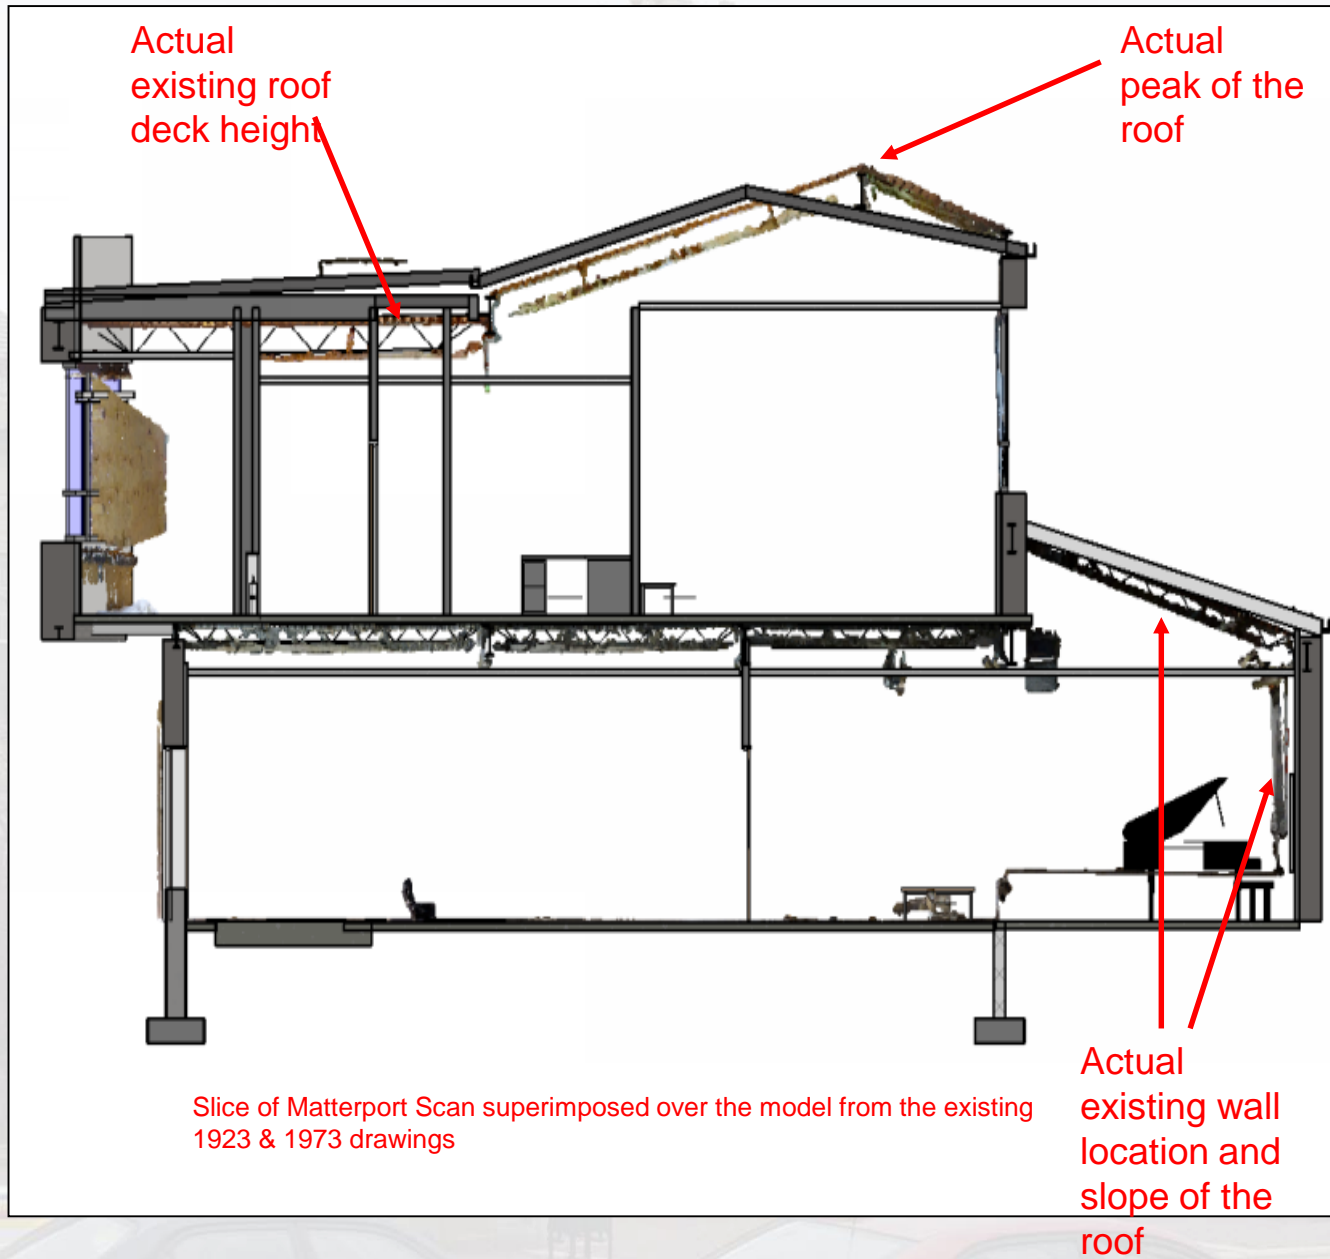 Actual
existing roof
deck height
Actual
peak of the
roof
Slice of Matterport Scan superimposed over the model from the existing
1923 & 1973 drawings
Actual
existing wall
location and
slope of the
roof